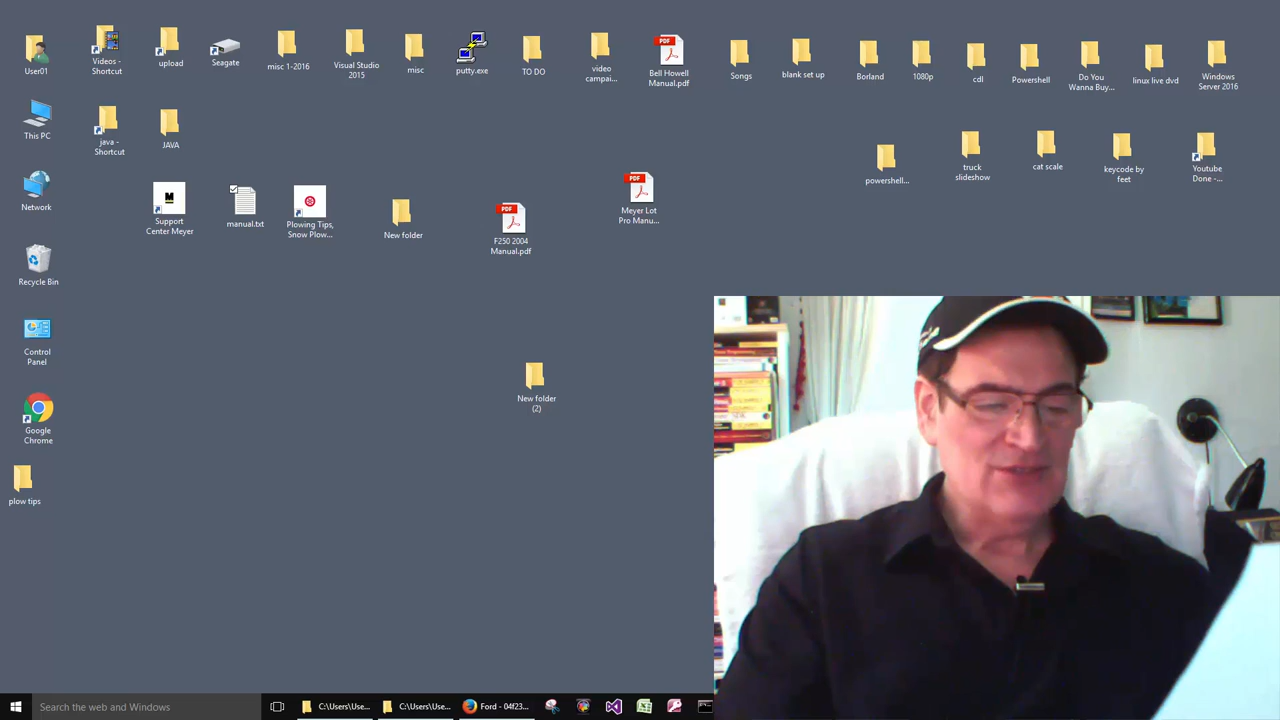 User01
Videos -
Shortcut
upload
Seagate
misc 1-2016
Visual Studio
2015
misc
putty.exe
TO DO
video
campai...
PDF
Bell Howell
Manual.pdf
Songs
blank set up
Borland
1080p
cdl
Powershell
Do You
Wanna Buy...
linux live dvd
Windows
Server 2016
This PC
java -
Shortcut
JAVA
powershell...
truck
slideshow
cat scale
keycode by
feet
Youtube
Done -...
Network
M
Support
Center Meyer
manual.txt
Plowing Tips,
Snow Plow...
New folder
PDF
F250 2004
Manual.pdf
PDF
Meyer Lot
Pro Manu...
Recycle Bin
Control
Panel
New folder
(2)
Google
Chrome
plow tips
Search the web and Windows
C:\Users\Use...
C:\Users\Use...
Ford - 04f23...